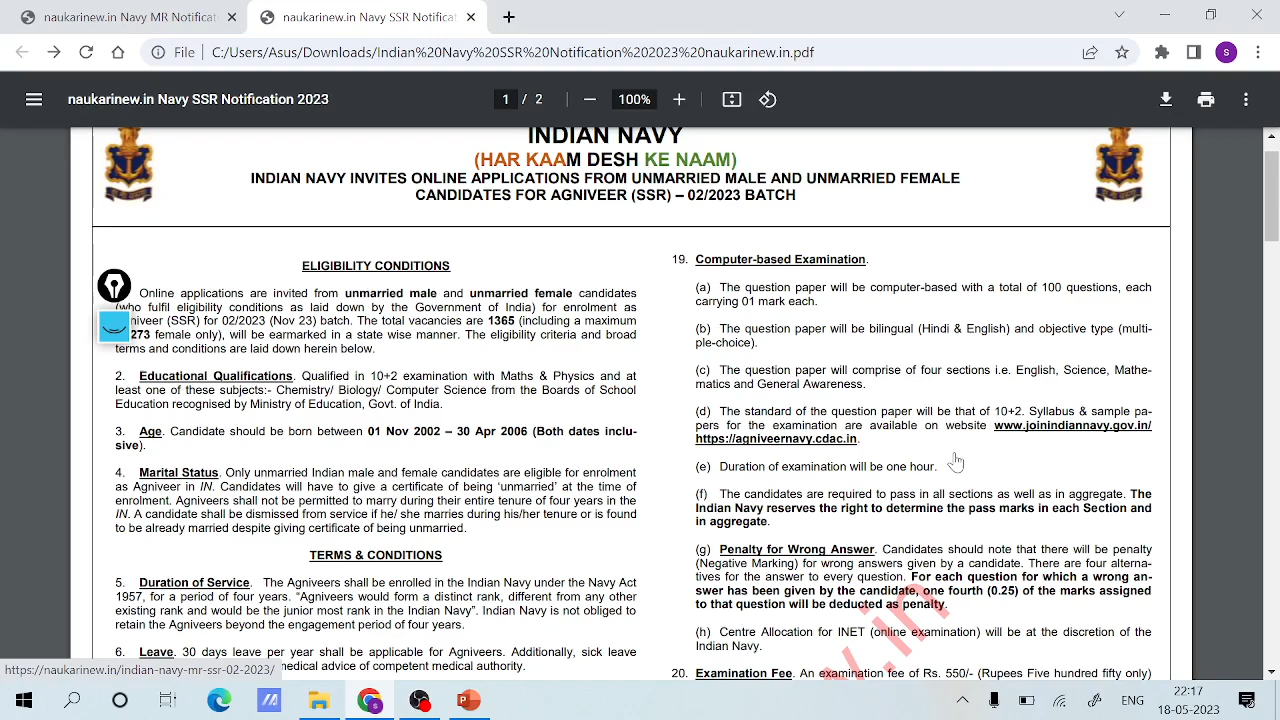 naukarinew.in Navy MR Notificati
naukarinew.in Navy SSR Notificat
File
C:/Users/Asus/Downloads/Indian%20Navy%20SSR%20Notification%202023%20naukarinew.in.pdf
s
naukarinew.in Navy SSR Notification 2023
1 / 2
100%
INDIAN NAVY
(HAR KAAM DESH KE NAAM)
INDIAN NAVY INVITES ONLINE APPLICATIONS FROM UNMARRIED MALE AND UNMARRIED FEMALE
CANDIDATES FOR AGNIVEER (SSR) – 02/2023 BATCH
ELIGIBILITY CONDITIONS
Online applications are invited from unmarried male and unmarried female candidates
(who fulfil eligibility conditions as laid down by the Government of India) for enrolment as
niveer (SSR) for 02/2023 (Nov 23) batch. The total vacancies are 1365 (including a maximum
273 female only), will be earmarked in a state wise manner. The eligibility criteria and broad
terms and conditions are laid down herein below.
2. Educational Qualifications. Qualified in 10+2 examination with Maths & Physics and at
least one of these subjects:- Chemistry/ Biology/ Computer Science from the Boards of School
Education recognised by Ministry of Education, Govt. of India.
3. Age. Candidate should be born between 01 Nov 2002 – 30 Apr 2006 (Both dates inclu-
sive).
4. Marital Status. Only unmarried Indian male and female candidates are eligible for enrolment
as Agniveer in IN. Candidates will have to give a certificate of being ‘unmarried’ at the time of
enrolment. Agniveers shall not be permitted to marry during their entire tenure of four years in the
IN. A candidate shall be dismissed from service if he/ she marries during his/her tenure or is found
to be already married despite giving certificate of being unmarried.
TERMS & CONDITIONS
5. Duration of Service. The Agniveers shall be enrolled in the Indian Navy under the Navy Act
1957, for a period of four years. “Agniveers would form a distinct rank, different from any other
existing rank and would be the junior most rank in the Indian Navy”. Indian Navy is not obliged to
retain the Agniveers beyond the engagement period of four years.
6. Leave. 30 days leave per year shall be applicable for Agniveers. Additionally, sick leave
medical advice of competent medical authority.
19. Computer-based Examination.
(a) The question paper will be computer-based with a total of 100 questions, each
carrying 01 mark each.
(b) The question paper will be bilingual (Hindi & English) and objective type (multi-
ple-choice).
(c) The question paper will comprise of four sections i.e. English, Science, Mathe-
matics and General Awareness.
(d) The standard of the question paper will be that of 10+2. Syllabus & sample pa-
pers for the examination are available on website www.joinindiannavy.gov.in/
https://agniveernavy.cdac.in.
(e) Duration of examination will be one hour.
(f) The candidates are required to pass in all sections as well as in aggregate. The
Indian Navy reserves the right to determine the pass marks in each Section and
in aggregate.
(g) Penalty for Wrong Answer. Candidates should note that there will be penalty
(Negative Marking) for wrong answers given by a candidate. There are four alterna-
tives for the answer to every question. For each question for which a wrong an-
swer has been given by the candidate, one fourth (0.25) of the marks assigned
to that question will be deducted as penalty.
(h) Centre Allocation for INET (online examination) will be at the discretion of the
Indian Navy.
20. Examination Fee. An examination fee of Rs. 550/- (Rupees Five hundred fifty only)
https://naukarinew.in/indian-navy-mr-ssr-02-2023/
ENG
22:17
18-05-2023